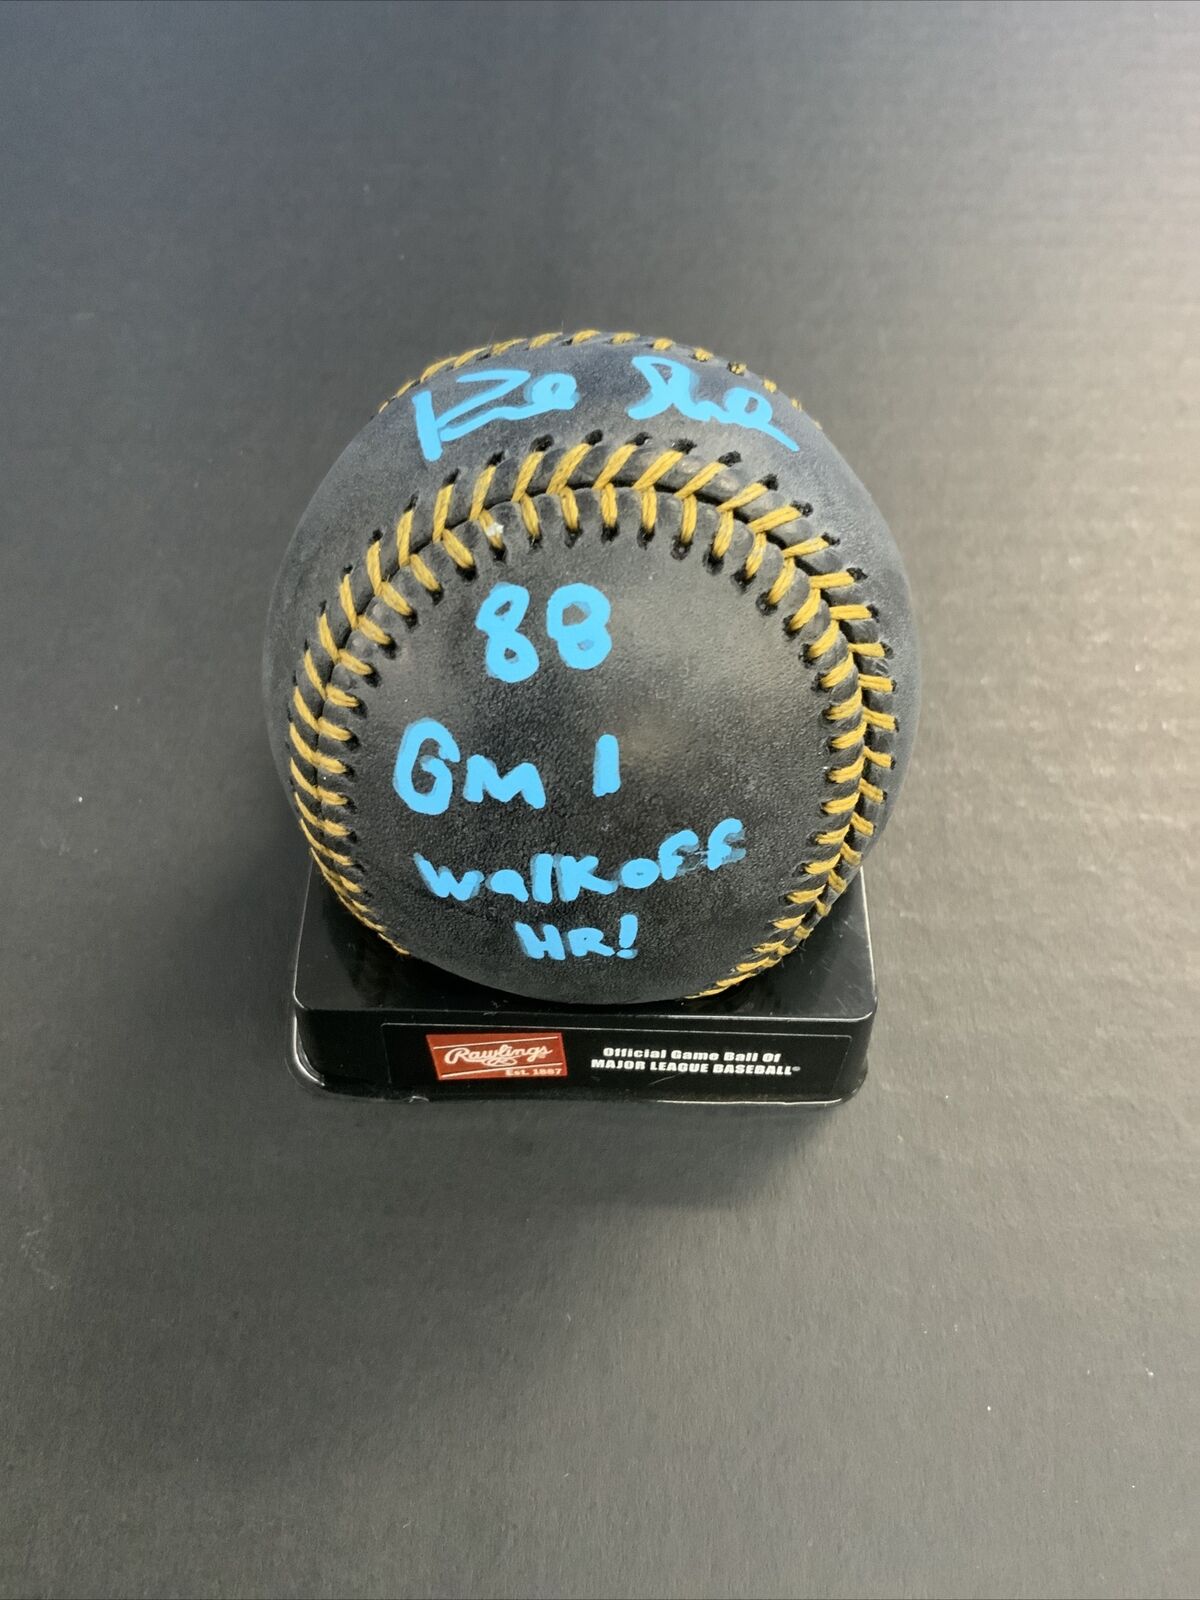 88
GM 1
walkoff
HR!
Rawlings
Est. 1887
Official Game Ball Of
MAJOR LEAGUE BASEBALL®